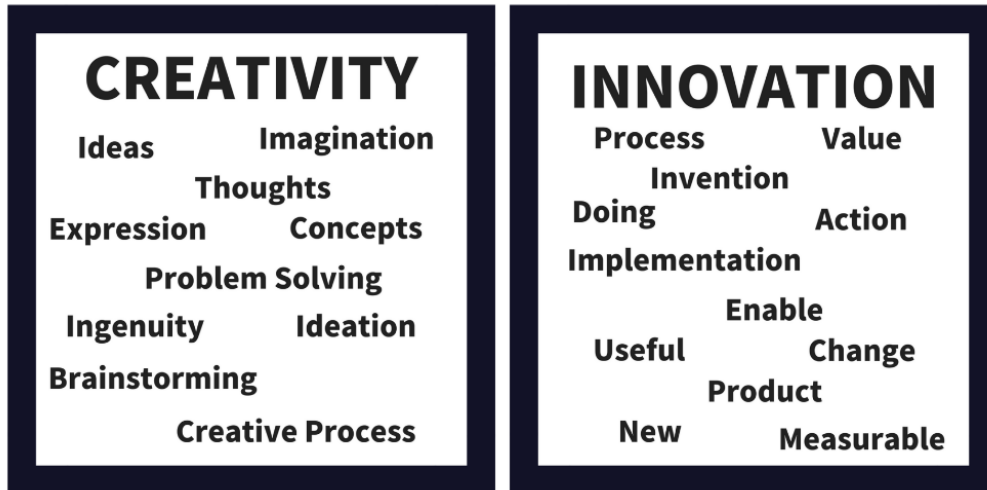 CREATIVITY
Ideas
Imagination
Thoughts
Expression
Concepts
Problem Solving
Ingenuity
Ideation
Brainstorming
Creative Process
INNOVATION
Process
Value
Invention
Doing
Action
Implementation
Enable
Useful
Change
Product
New
Measurable